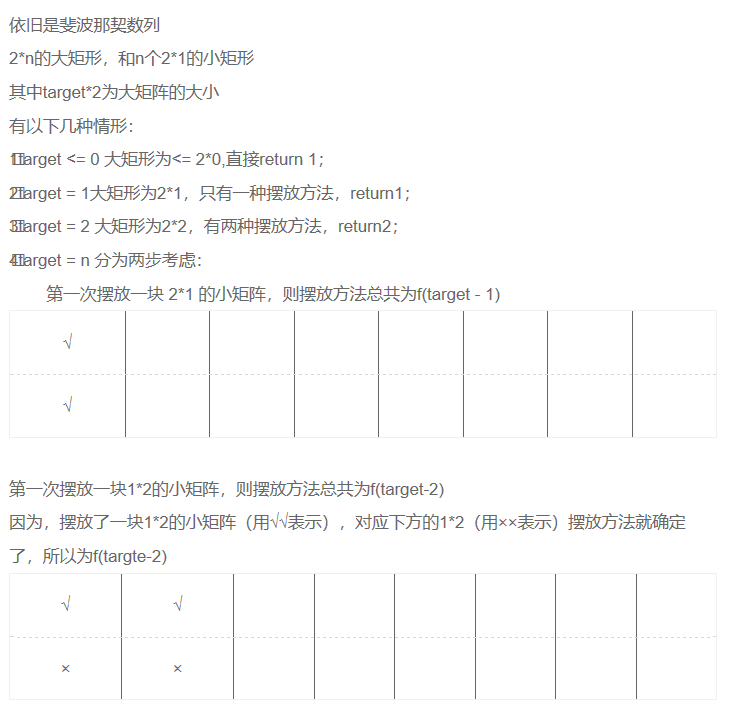 依旧是斐波那契数列
2*n的大矩形，和n个2*1的小矩形
其中target*2为大矩阵的大小
有以下几种情形：
target <= 0 大矩形为<= 2*0,直接return 1；
target = 1大矩形为2*1，只有一种摆放方法，return1；
target = 2 大矩形为2*2，有两种摆放方法，return2；
target = n 分为两步考虑：
第一次摆放一块 2*1 的小矩阵，则摆放方法总共为f(target - 1)
√
√
第一次摆放一块1*2的小矩阵，则摆放方法总共为f(target-2)
因为，摆放了一块1*2的小矩阵（用√√表示），对应下方的1*2（用××表示）摆放方法就确定
了，所以为f(targte-2)
√ √
× ×